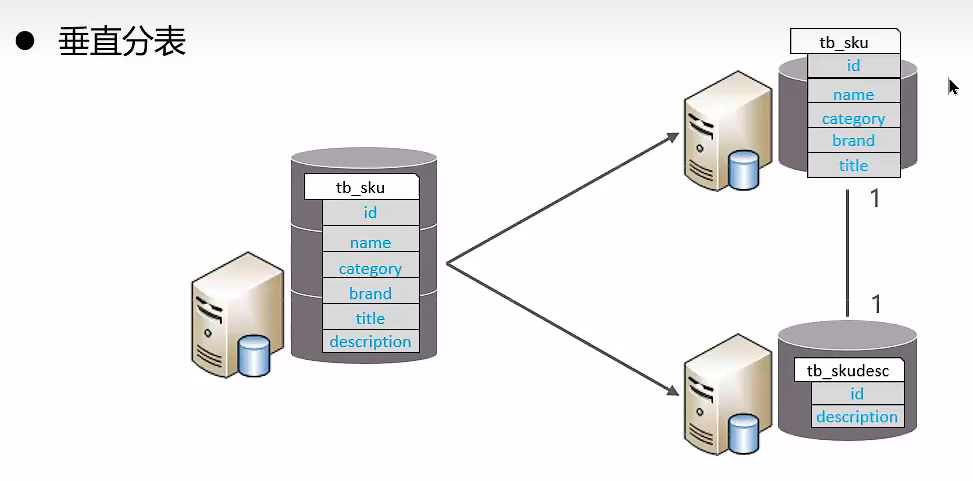 ● 垂直分表
tb_sku
id
name
category
brand
title
description
tb_sku
id
name
category
brand
title
1
1
tb_skudesc
id
description